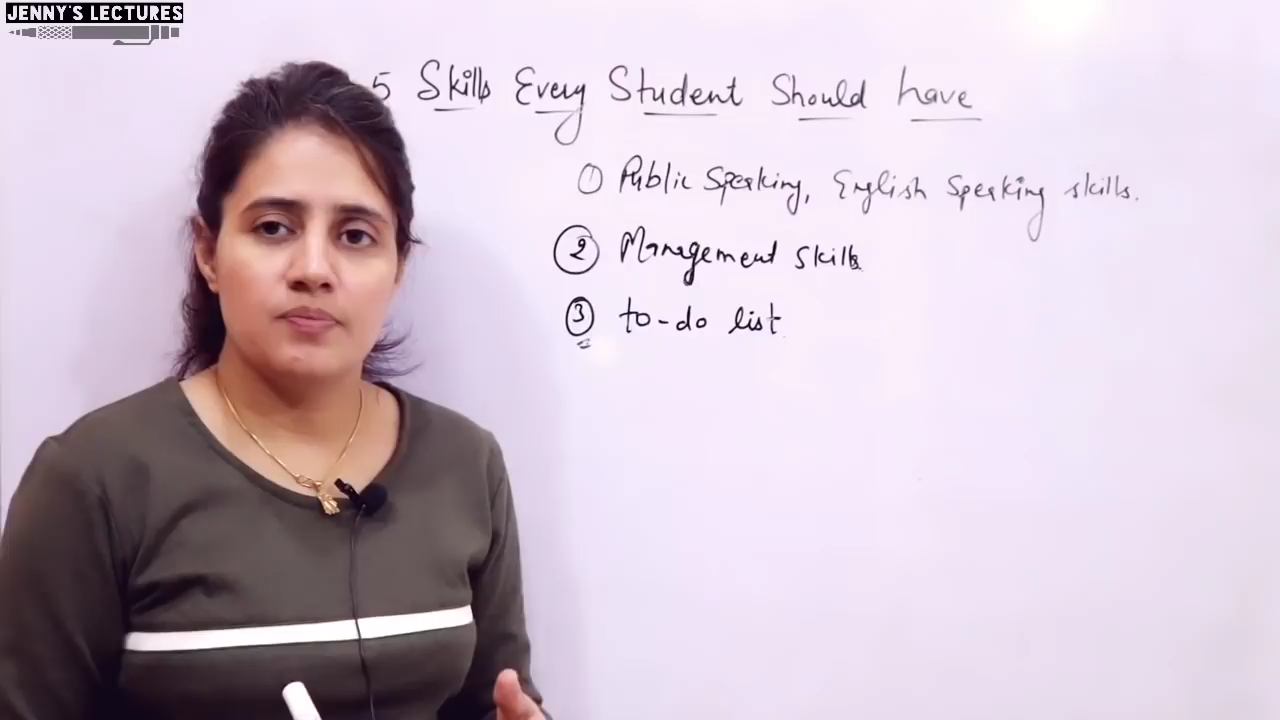 JENNY'S LECTURES
5 Skills Every Student Should have
① Public Speaking, English Speaking skills.
② Management skills
③ to-do list